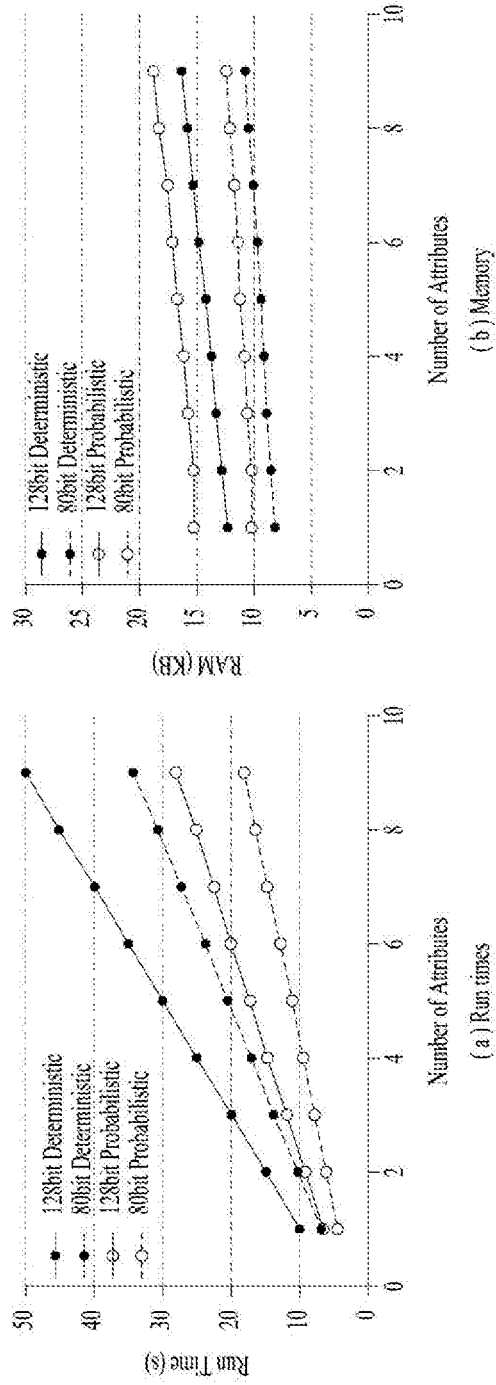 50
40
30
20
10
0
Run Time (s)
128bit Deterministic
80bit Deterministic
128bit Probabilistic
80bit Probabilistic
0
2
4
6
8
10
Number of Attributes
( a ) Run times
30
25
20
15
10
5
0
RAM (KB)
128bit Deterministic
80bit Deterministic
128bit Probabilistic
80bit Probabilistic
0
2
4
6
8
10
Number of Attributes
( b ) Memory